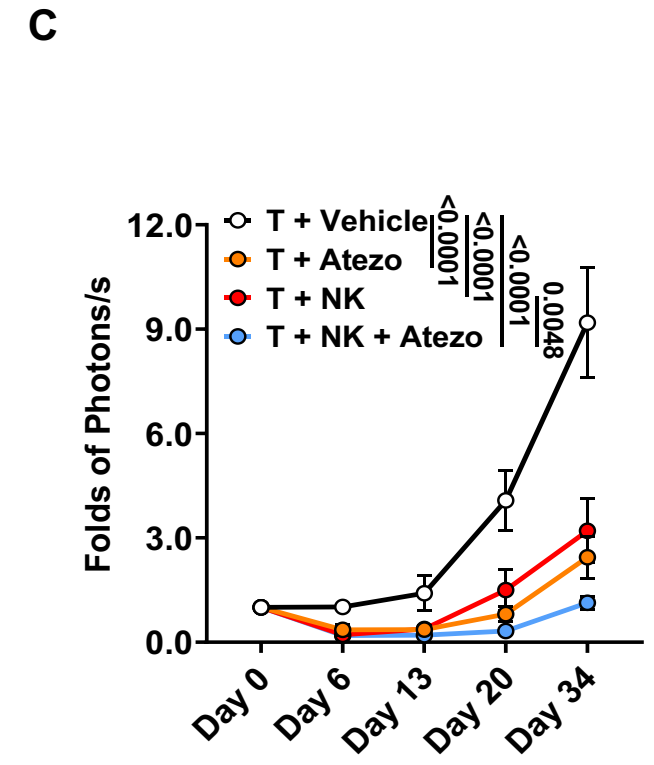 C
Folds of Photons/s
12.0
9.0
6.0
3.0
0.0
T + Vehicle
T + Atezo
T + NK
T + NK + Atezo
<0.0001
<0.0001
<0.0001
0.0048
Day 0
Day 6
Day 13
Day 20
Day 34